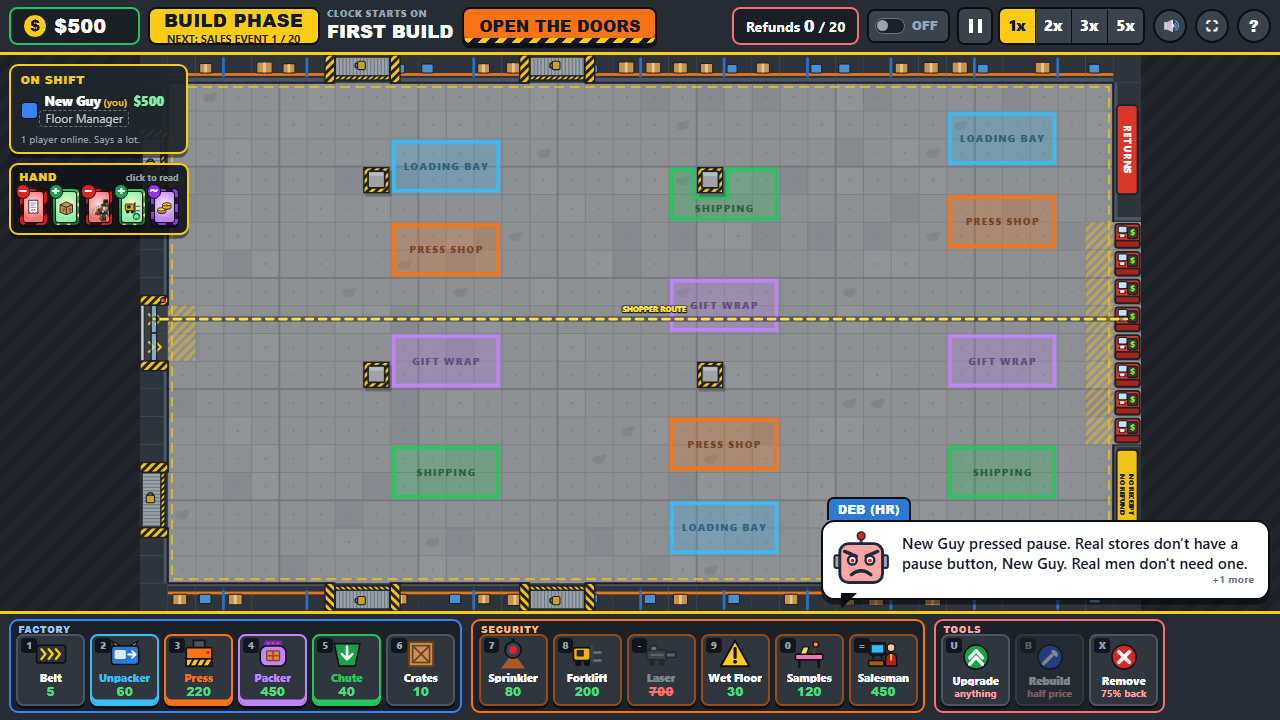 $ $500
BUILD PHASE
NEXT: SALES EVENT 1 / 20
CLOCK STARTS ON
FIRST BUILD
OPEN THE DOORS
Refunds 0 / 20
OFF
1x
2x
3x
5x
?
ON SHIFT
New Guy (you) $500
Floor Manager
1 player online. Says a lot.
HAND
click to read
LOADING BAY
LOADING BAY
SHIPPING
PRESS SHOP
PRESS SHOP
GIFT WRAP
SHOPPER ROUTE
GIFT WRAP
GIFT WRAP
PRESS SHOP
SHIPPING
SHIPPING
LOADING BAY
RETURNS
NO RECEIPT
NO REFUND
DEB (HR)
New Guy pressed pause. Real stores don't have a
pause button, New Guy. Real men don't need one.
+1 more
FACTORY
1
Belt
5
2
Unpacker
60
3
Press
220
4
Packer
450
5
Chute
40
6
Crates
10
SECURITY
7
Sprinkler
80
8
Forklift
200
-
Laser
700
9
Wet Floor
30
0
Samples
120
=
Salesman
450
TOOLS
U
Upgrade
anything
B
Rebuild
half price
X
Remove
75% back